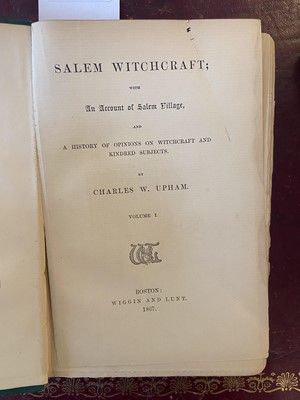 SALEM WITCHCRAFT;
WITH
An Account of Salem Village,
AND
A HISTORY OF OPINIONS ON WITCHCRAFT AND
KINDRED SUBJECTS.
BY
CHARLES W. UPHAM.
VOLUME I.
BOSTON:
WIGGIN AND LUNT.
1867.